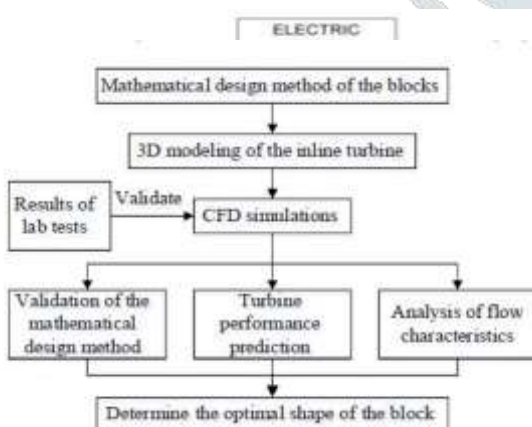 ELECTRIC
Mathematical design method of the blocks
3D modeling of the inline turbine
Results of
lab tests
Validate
CFD simulations
Validation of the
mathematical
design method
Turbine
performance
prediction
Analysis of flow
characteristics
Determine the optimal shape of the block